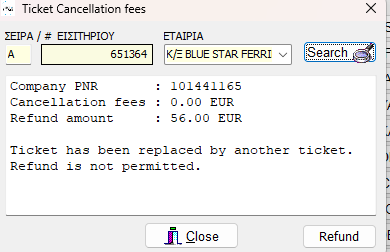 Ticket Cancellation fees
ΣΕΙΡΑ / # ΕΙΣΙΤΗΡΙΟΥ ΕΤΑΙΡΙΑ
A 651364 Κ/Ξ BLUE STAR FERRI Search
Company PNR : 101441165
Cancellation fees : 0.00 EUR
Refund amount : 56.00 EUR
Ticket has been replaced by another ticket.
Refund is not permitted.
Close Refund